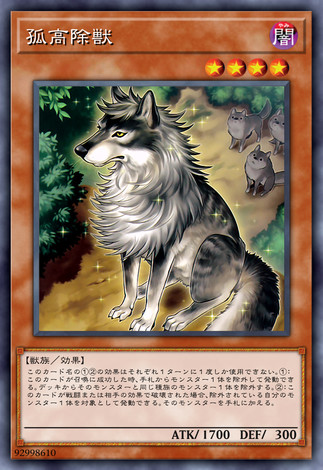 孤高除獣
闇
やみ
【獣族/効果】
このカード名の①②の効果はそれぞれ１ターンに１度しか使用できない。①:
このカードが召喚に成功した時、手札からモンスター１体を除外して発動でき
る。デッキからそのモンスターと同じ種族のモンスター１体を除外する。②:こ
のカードが戦闘または相手の効果で破壊された場合、除外されている自分のモ
ンスター１体を対象として発動できる。そのモンスターを手札に加える。
ATK/ 1700 DEF/ 300
92998610